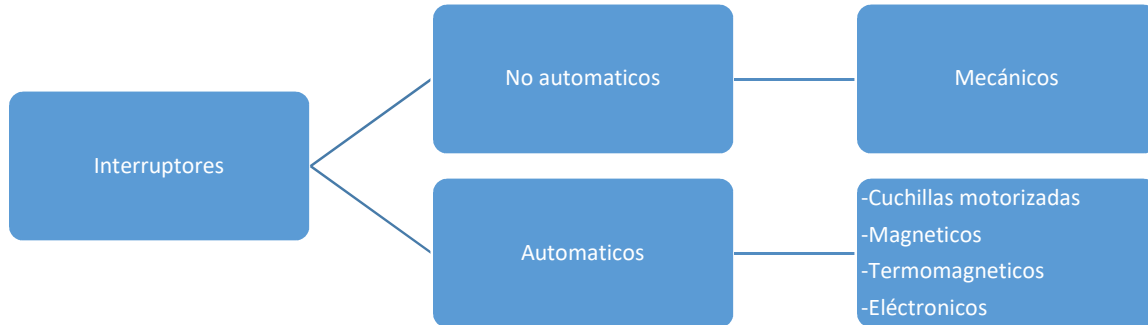 Interruptores
No automaticos
Mecánicos
Automaticos
-Cuchillas motorizadas
-Magneticos
-Termomagneticos
-Eléctronicos